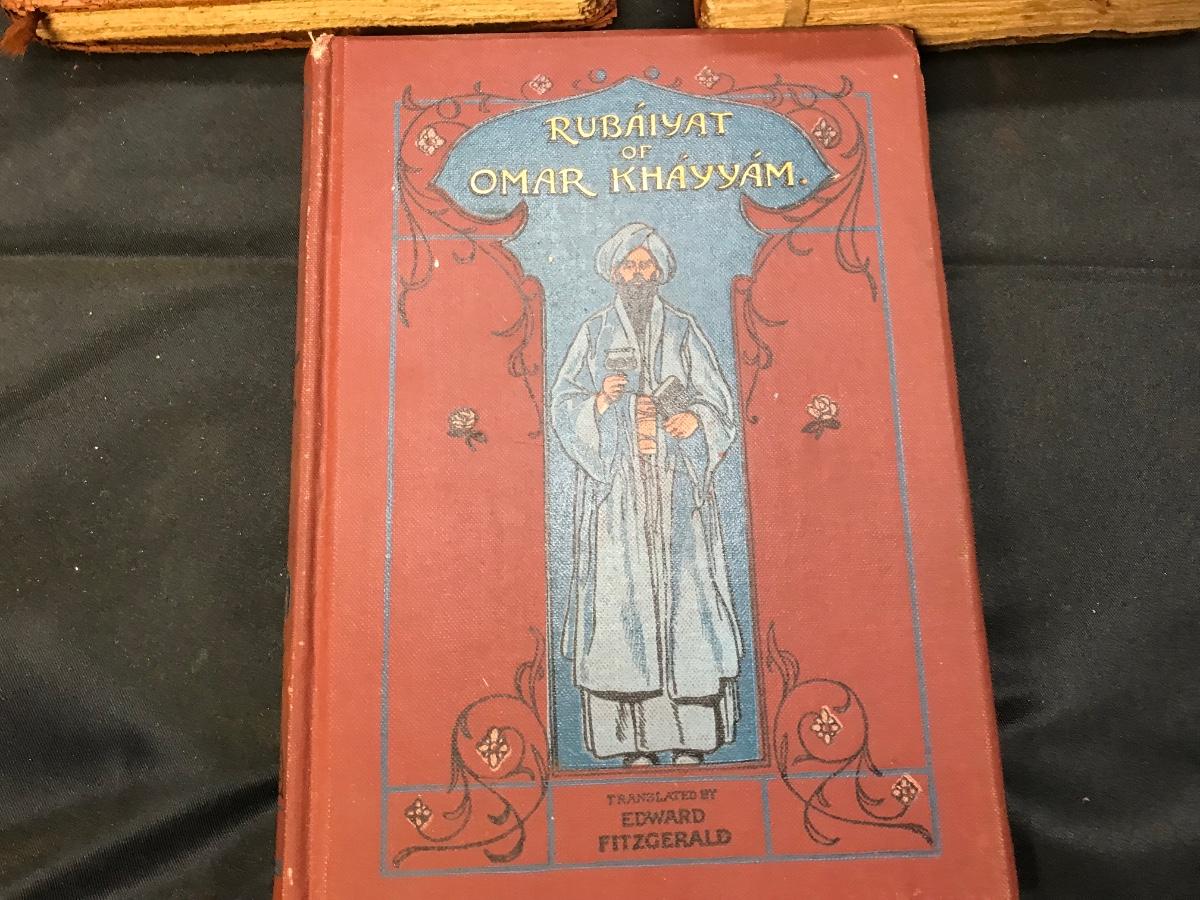 RUBÁIYAT
OF
OMAR KHÁYYÁM.
TRANSLATED BY
EDWARD
FITZGERALD